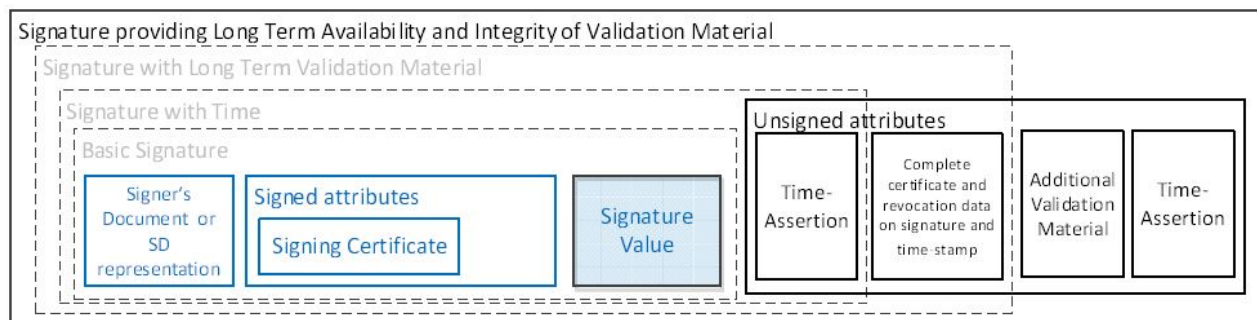 Signature providing Long Term Availability and Integrity of Validation Material
Signature with Long Term Validation Material
Signature with Time
Basic Signature
Signer's
Document or
SD
representation
Signed attributes
Signing Certificate
Signature
Value
Unsigned attributes
Time-
Assertion
Complete
certificate and
revocation data
on signature and
time-stamp
Additional
Validation
Material
Time-
Assertion